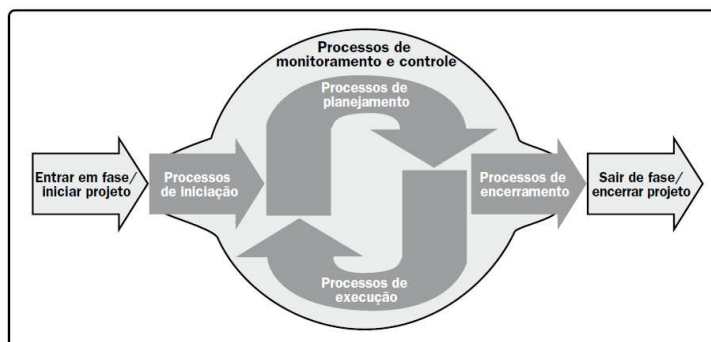 Processos de
monitoramento e controle
Processos de
planejamento
Entrar em fase/
iniciar projeto
Processos
de iniciação
Processos de
encerramento
Sair de fase/
encerrar projeto
Processos de
execução